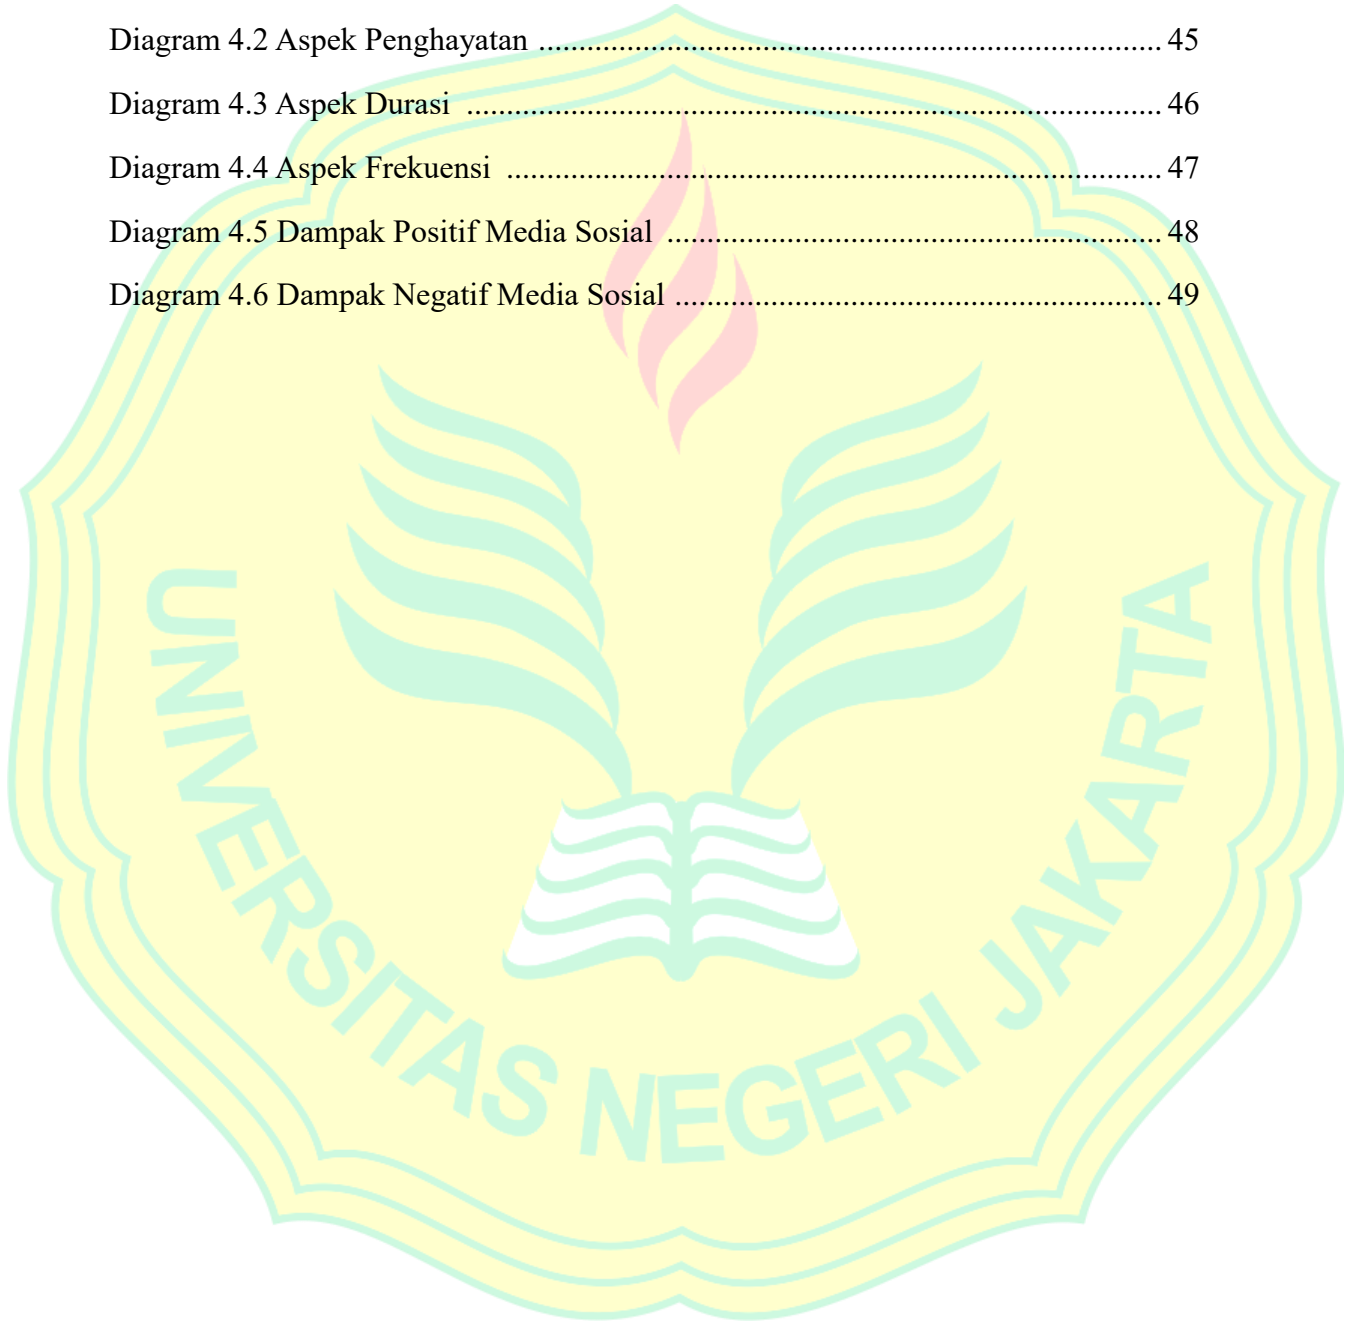 Diagram 4.2 Aspek Penghayatan ............................................................................. 45
Diagram 4.3 Aspek Durasi ..................................................................................... 46
Diagram 4.4 Aspek Frekuensi ................................................................................ 47
Diagram 4.5 Dampak Positif Media Sosial ............................................................. 48
Diagram 4.6 Dampak Negatif Media Sosial ............................................................ 49
UNIVERSITAS NEGERI JAKARTA